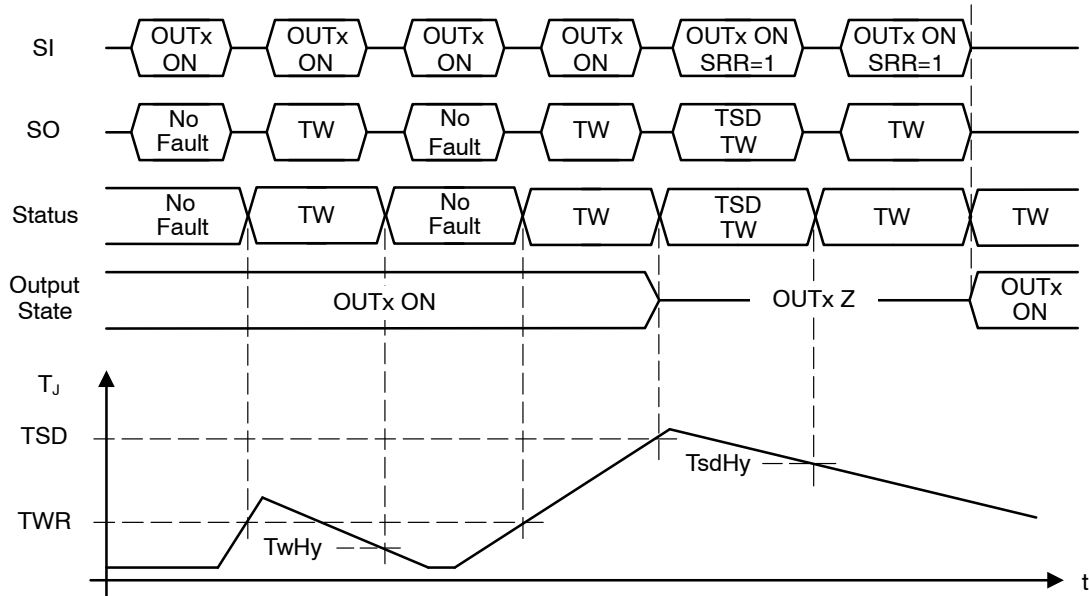 SI
OUTx
ON
OUTx
ON
OUTx
ON
OUTx
ON
OUTx ON
SRR=1
OUTx ON
SRR=1
SO
No
Fault
TW
No
Fault
TW
TSD
TW
TW
Status
No
Fault
TW
No
Fault
TW
TSD
TW
TW
TW
Output
State
OUTx ON
OUTx Z
OUTx
ON
TJ
TSD
TsdHy
TWR
TwHy
t